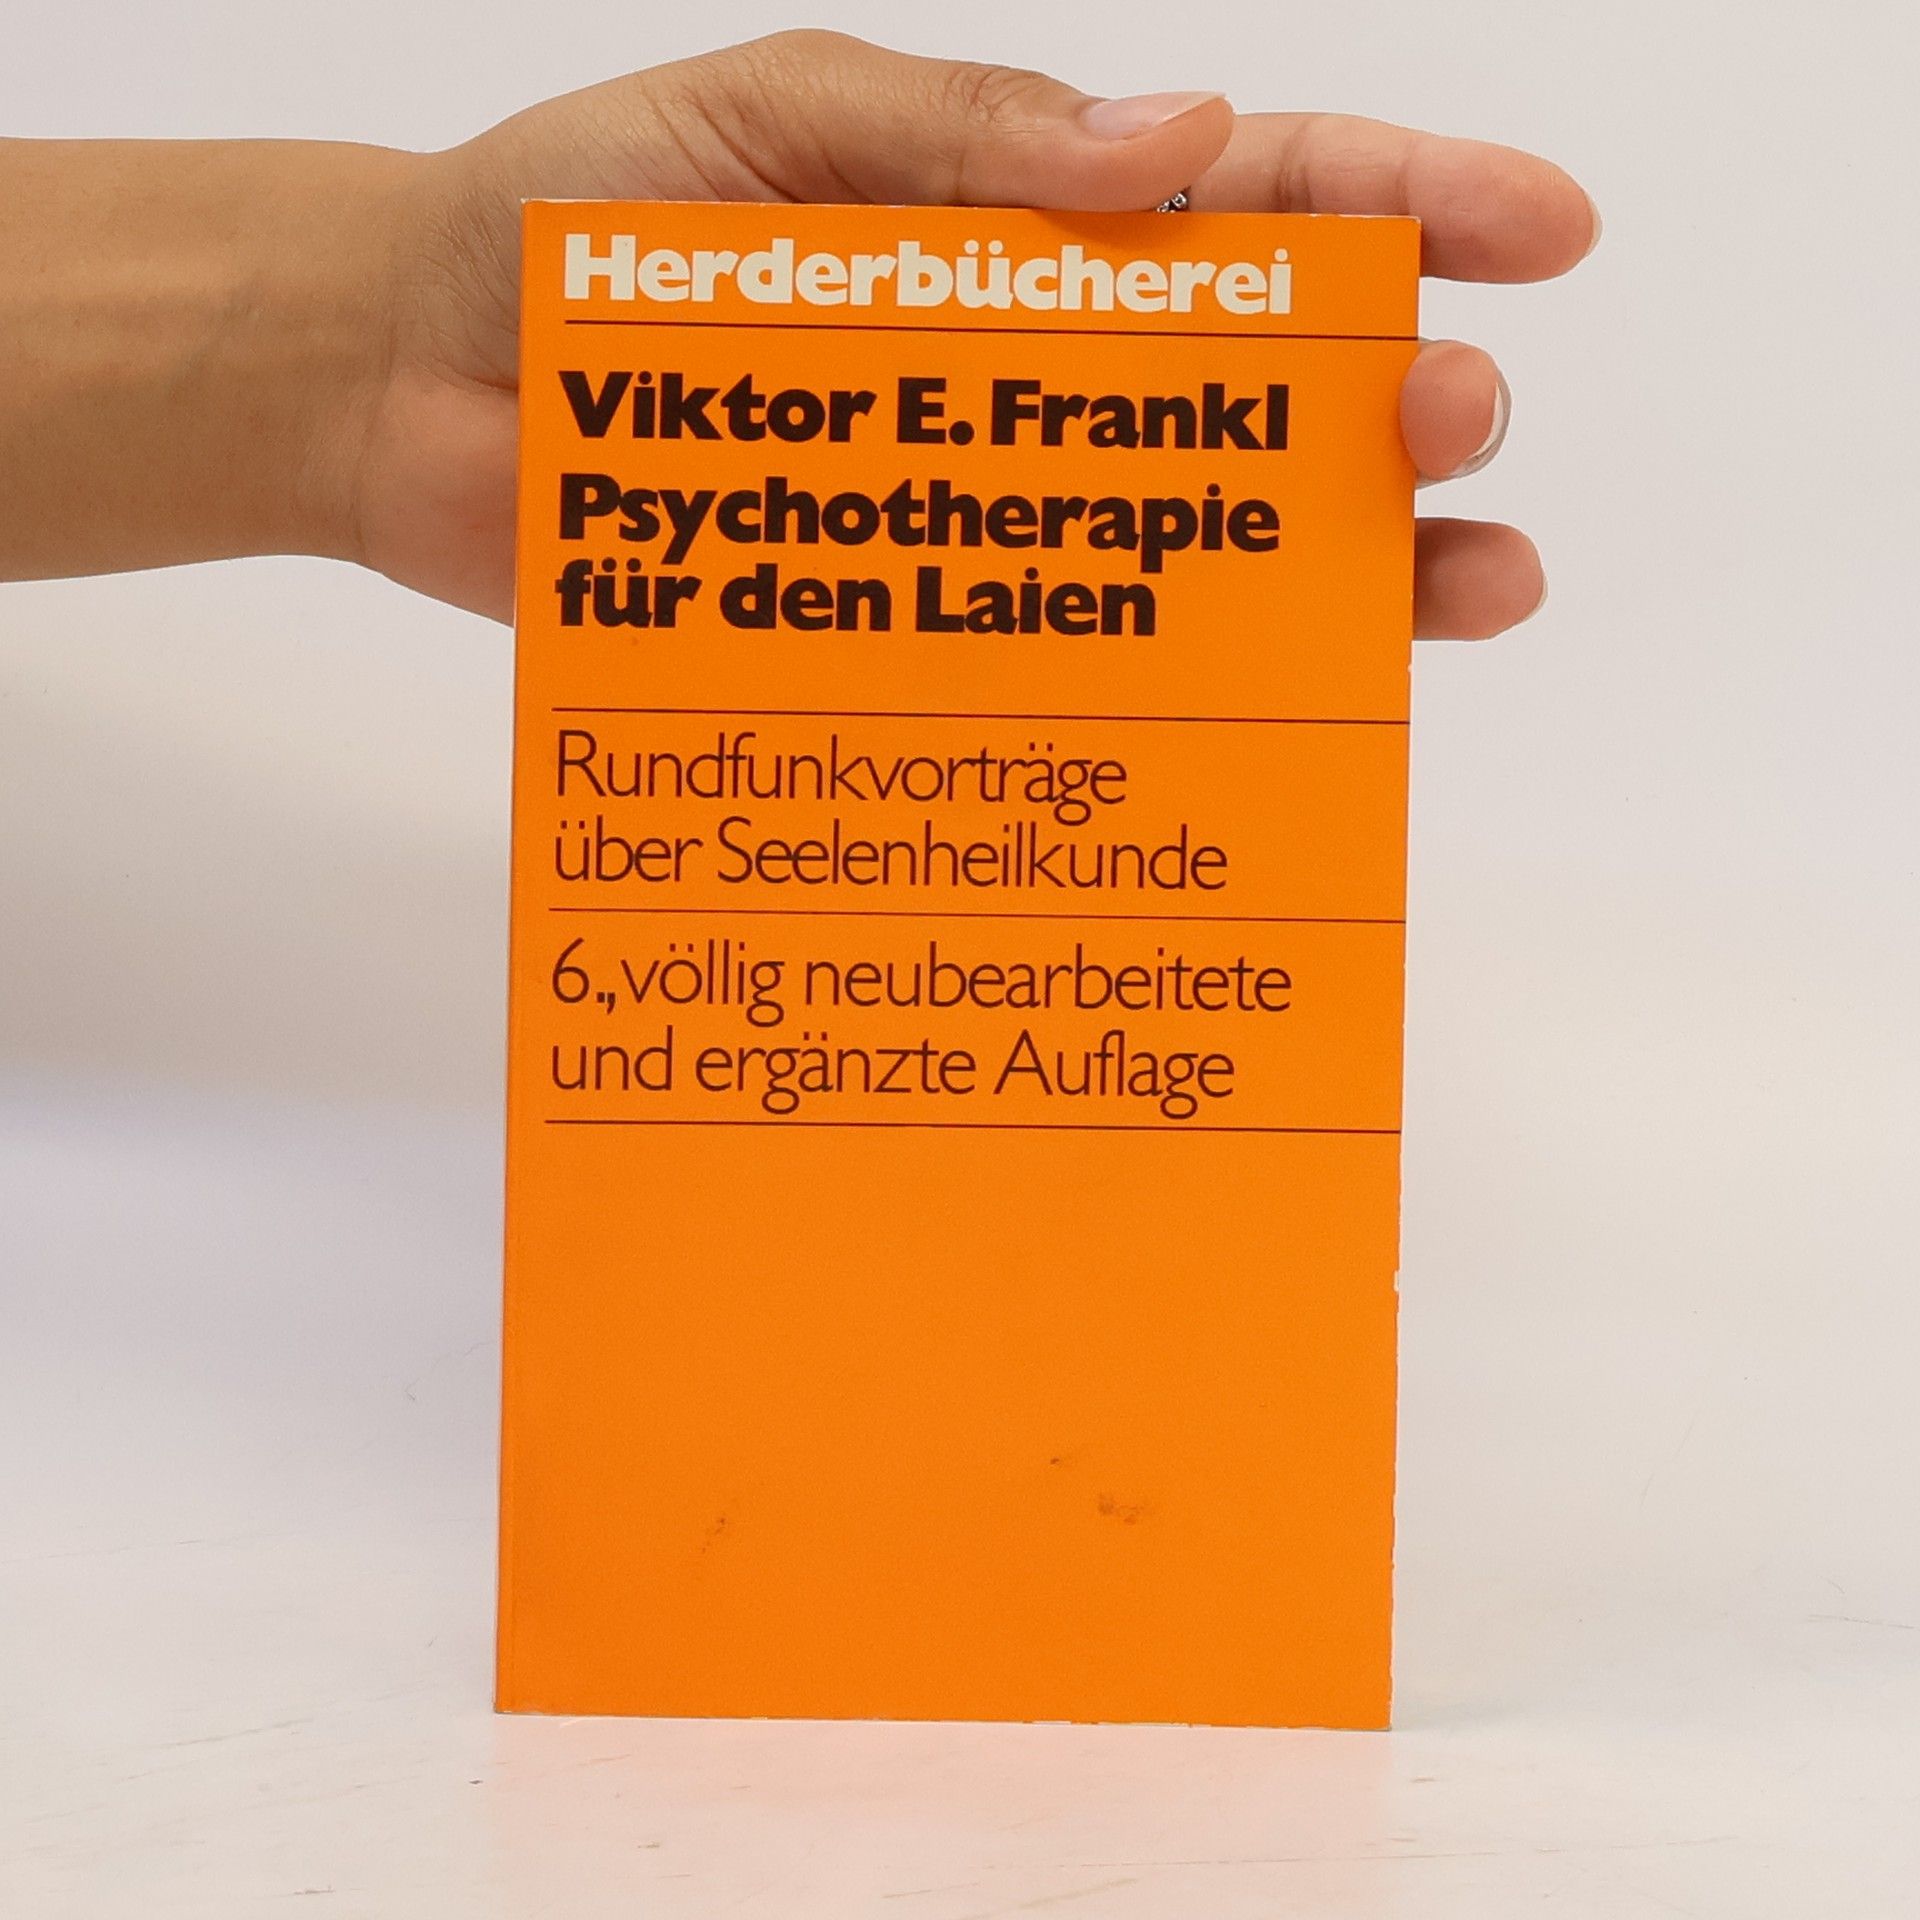 Herderbücherei
Viktor E. Frankl
Psychotherapie
für den Laien
Rundfunkvorträge
über Seelenheilkunde
6., völlig neubearbeitete
und ergänzte Auflage